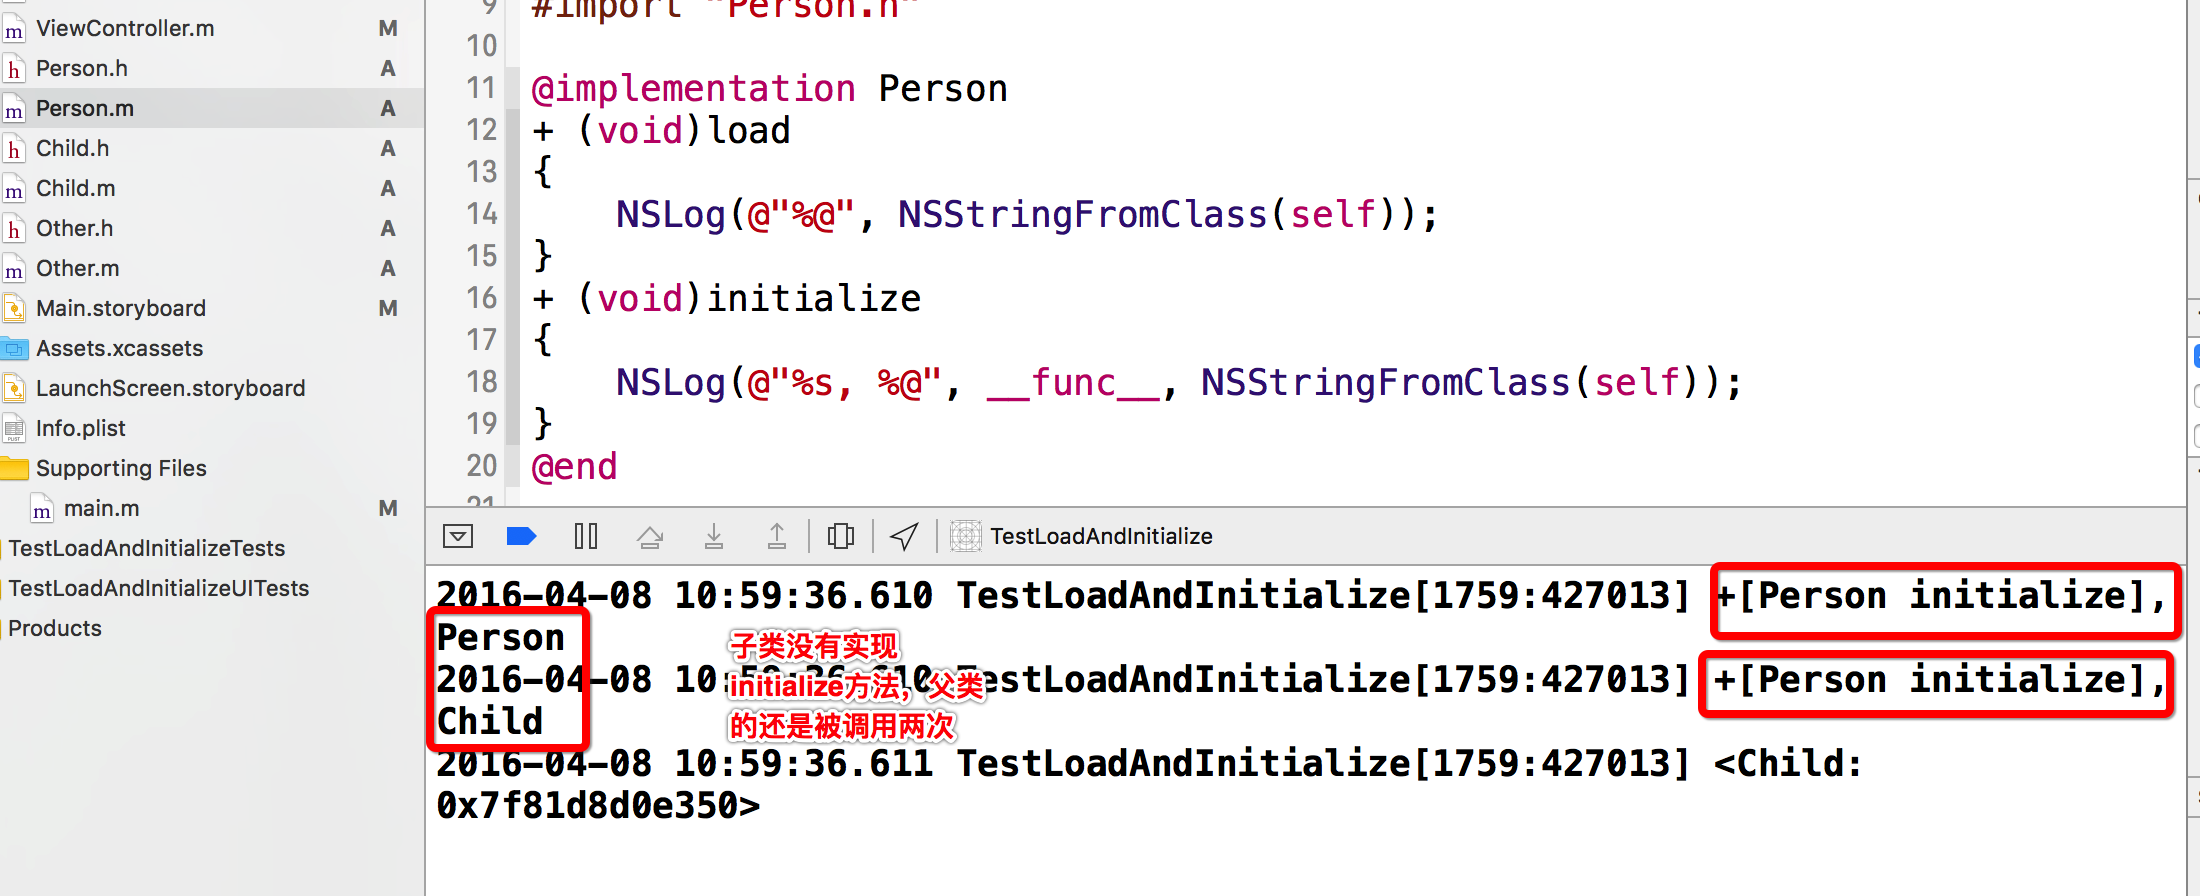 ViewController.m M
Person.h A
Person.m A
Child.h A
Child.m A
Other.h A
Other.m A
Main.storyboard M
Assets.xcassets
LaunchScreen.storyboard
Info.plist
Supporting Files
main.m M
TestLoadAndInitializeTests
TestLoadAndInitializeUITests
Products
9 #import "Person.h"
10
11 @implementation Person
12 + (void)load
13 {
14 NSLog(@"%@", NSStringFromClass(self));
15 }
16 + (void)initialize
17 {
18 NSLog(@"%s, %@", __func__, NSStringFromClass(self));
19 }
20 @end
21
TestLoadAndInitialize
2016-04-08 10:59:36.610 TestLoadAndInitialize[1759:427013] +[Person initialize],
Person
2016-04-08 10:59:36.610 TestLoadAndInitialize[1759:427013] +[Person initialize],
Child
2016-04-08 10:59:36.611 TestLoadAndInitialize[1759:427013] <Child:
0x7f81d8d0e350>
子类没有实现
initialize方法，父类
的还是被调用两次